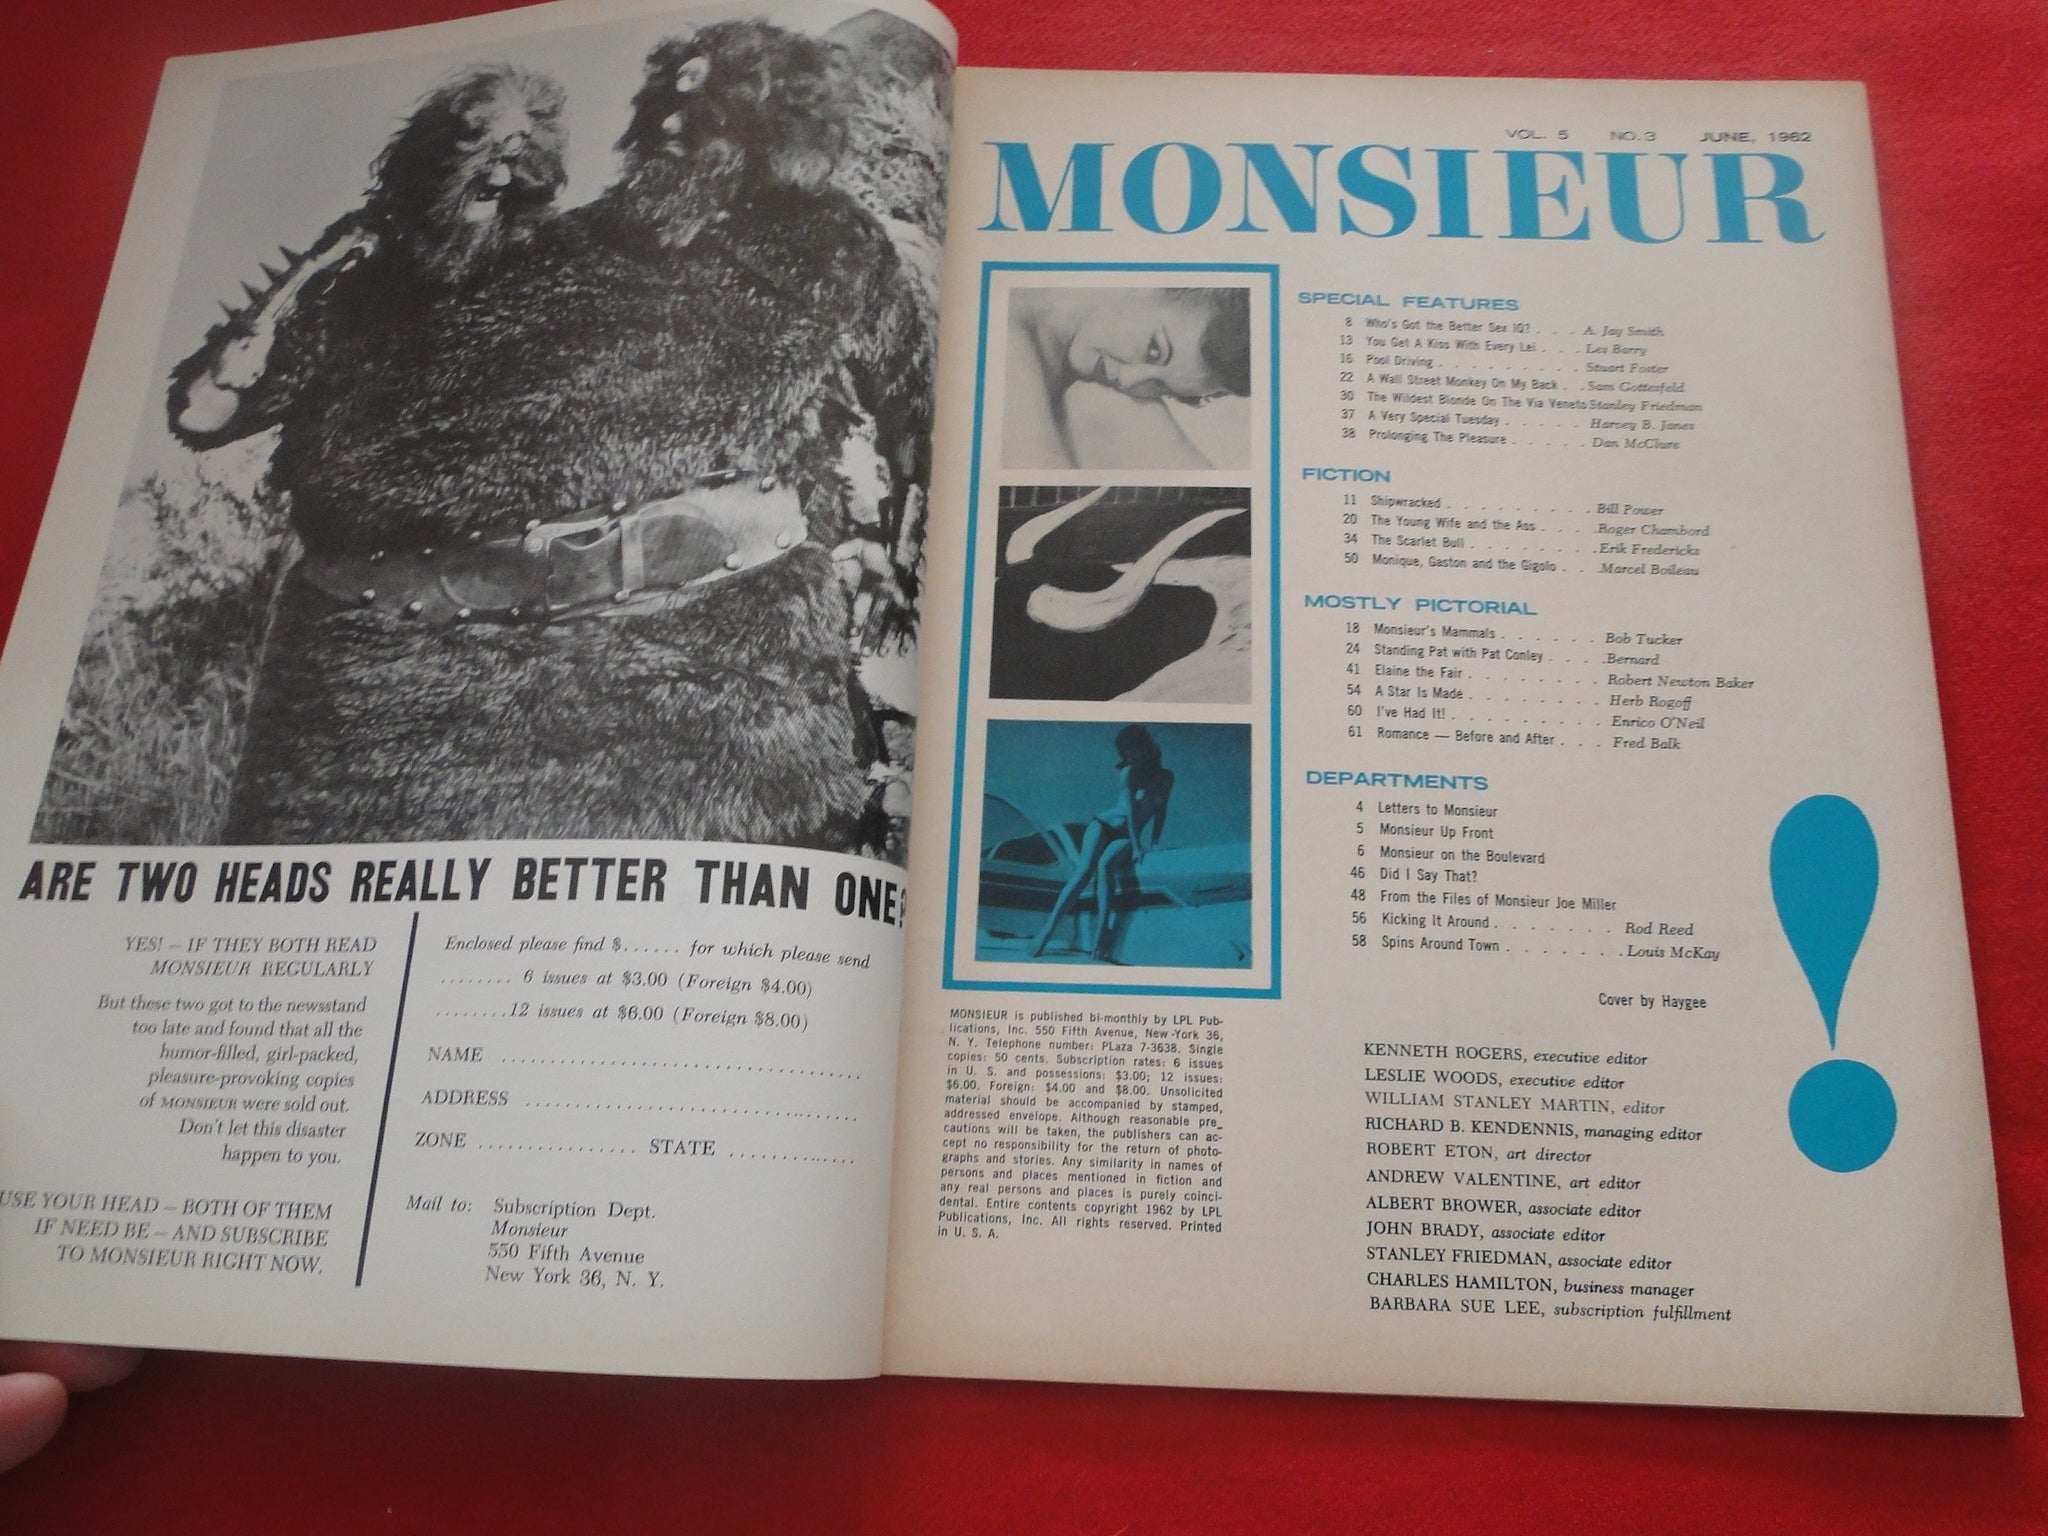 ARE TWO HEADS REALLY BETTER THAN ONE?
YES! – IF THEY BOTH READ
MONSIEUR REGULARLY
But these two got to the newsstand
too late and found that all the
humor-filled, girl-packed,
pleasure-provoking copies
of MONSIEUR were sold out.
Don't let this disaster
happen to you.
USE YOUR HEAD – BOTH OF THEM
IF NEED BE – AND SUBSCRIBE
TO MONSIEUR RIGHT NOW.
Enclosed please find $...... for which please send
........ 6 issues at $3.00 (Foreign $4.00)
........12 issues at $6.00 (Foreign $8.00)
NAME ....................................
ADDRESS .................................
ZONE ................ STATE .............
Mail to: Subscription Dept.
Monsieur
550 Fifth Avenue
New York 36, N. Y.
VOL. 5 NO. 3 JUNE, 1962
MONSIEUR
SPECIAL FEATURES
8 Who's Got the Better Sex IQ? . . . A. Jay Smith
13 You Get A Kiss With Every Lei . . . Les Barry
16 Pool Driving . . . . . . . . . Stuart Foster
22 A Wall Street Monkey On My Back . . Sam Gottesfeld
30 The Wildest Blonde On The Via Veneto Stanley Friedman
37 A Very Special Tuesday . . . . . Harvey B. Janes
38 Prolonging The Pleasure . . . . . Dan McClure
FICTION
11 Shipwrecked . . . . . . . . . Bill Power
20 The Young Wife and the Ass . . . . Roger Chambord
34 The Scarlet Bull . . . . . . . . Erik Fredericks
50 Monique, Gaston and the Gigolo . . . Marcel Boileau
MOSTLY PICTORIAL
18 Monsieur's Mammals . . . . . . Bob Tucker
24 Standing Pat with Pat Conley . . . . Bernard
41 Elaine the Fair . . . . . . . . Robert Newton Baker
54 A Star Is Made . . . . . . . . Herb Rogoff
60 I've Had It! . . . . . . . . . Enrico O'Neil
61 Romance — Before and After . . . Fred Balk
DEPARTMENTS
4 Letters to Monsieur
5 Monsieur Up Front
6 Monsieur on the Boulevard
46 Did I Say That?
48 From the Files of Monsieur Joe Miller
56 Kicking It Around . . . . . . . Rod Reed
58 Spins Around Town . . . . . . . Louis McKay
Cover by Haygee
MONSIEUR is published bi-monthly by LPL Pub-
lications, Inc. 550 Fifth Avenue, New York 36,
N. Y. Telephone number: PLaza 7-3638. Single
copies: 50 cents. Subscription rates: 6 issues
in U. S. and possessions: $3.00; 12 issues:
$6.00. Foreign: $4.00 and $8.00. Unsolicited
material should be accompanied by stamped,
addressed envelope. Although reasonable pre-
cautions will be taken, the publishers can ac-
cept no responsibility for the return of photo-
graphs and stories. Any similarity in names of
persons and places mentioned in fiction and
any real persons and places is purely coinci-
dental. Entire contents copyright 1962 by LPL
Publications, Inc. All rights reserved. Printed
in U. S. A.
KENNETH ROGERS, executive editor
LESLIE WOODS, executive editor
WILLIAM STANLEY MARTIN, editor
RICHARD B. KENDENNIS, managing editor
ROBERT ETON, art director
ANDREW VALENTINE, art editor
ALBERT BROWER, associate editor
JOHN BRADY, associate editor
STANLEY FRIEDMAN, associate editor
CHARLES HAMILTON, business manager
BARBARA SUE LEE, subscription fulfillment
!